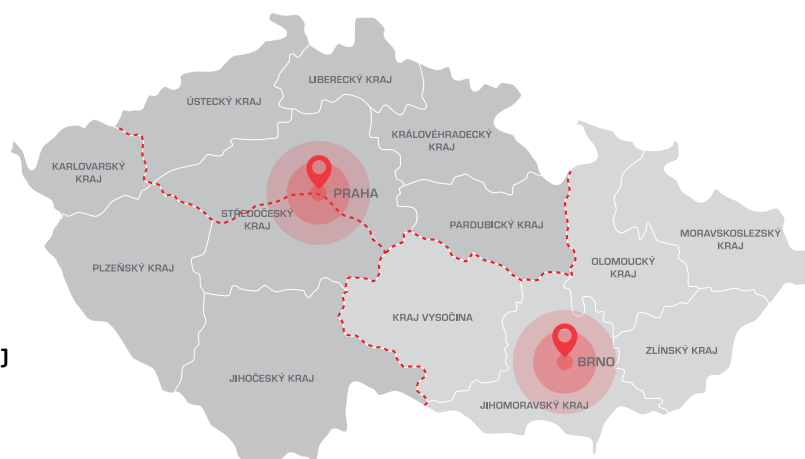 LIBERECKÝ KRAJ
ÚSTECKÝ KRAJ
KRÁLOVÉHRADECKÝ
KRAJ
KARLOVARSKÝ
KRAJ
PRAHA
STŘEDOČESKÝ
KRAJ
PARDUBICKÝ KRAJ
MORAVSKOSLEZSKÝ
KRAJ
PLZEŇSKÝ KRAJ
OLOMOUCKÝ
KRAJ
KRAJ VYSOČINA
ZLÍNSKÝ KRAJ
J
BRNO
JIHOČESKÝ KRAJ
JIHOMORAVSKÝ KRAJ